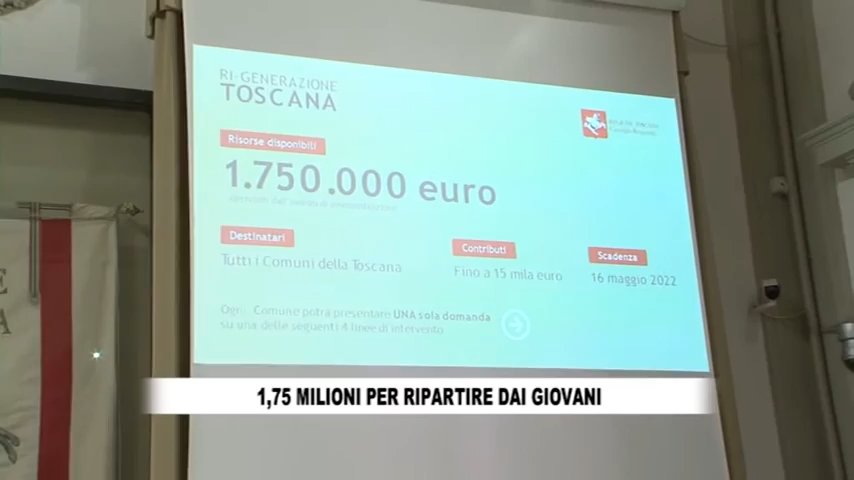 RI-GENERAZIONE
TOSCANA
Risorse disponibili
1.750.000 euro
Destinatari
Tutti i Comuni della Toscana
Contributi
Fino a 15 mila euro
Scadenza
16 maggio 2022
Ogni Comune potrà presentare UNA sola domanda
su una delle seguenti 4 linee di intervento
1,75 MILIONI PER RIPARTIRE DAI GIOVANI